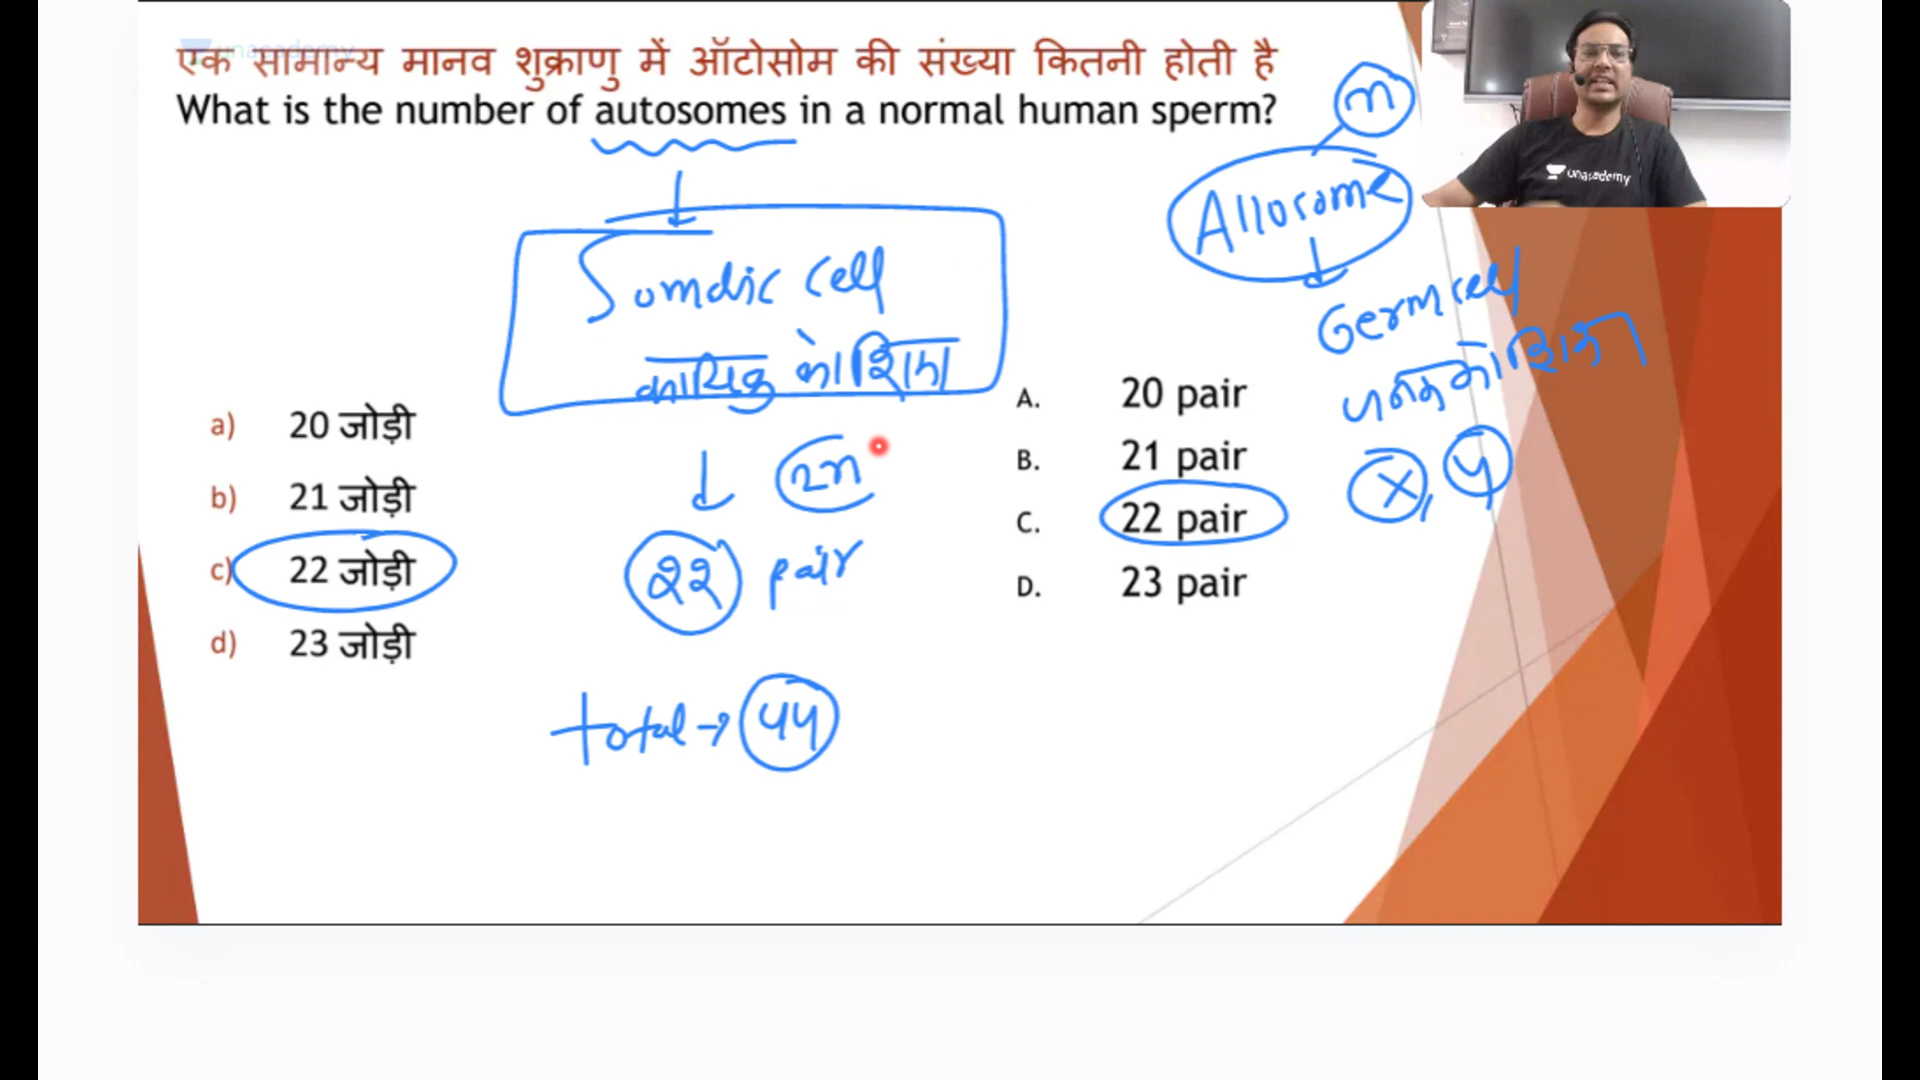 एक सामान्य मानव शुक्राणु में ऑटोसोम की संख्या कितनी होती है
What is the number of autosomes in a normal human sperm?
unacademy
n
Allosome
Germ cell
X, Y
Somatic cell
कायिक कोशिका
2n
22 pair
total → 44
a) 20 जोड़ी
b) 21 जोड़ी
c) 22 जोड़ी
d) 23 जोड़ी
A. 20 pair
B. 21 pair
C. 22 pair
D. 23 pair
unacademy